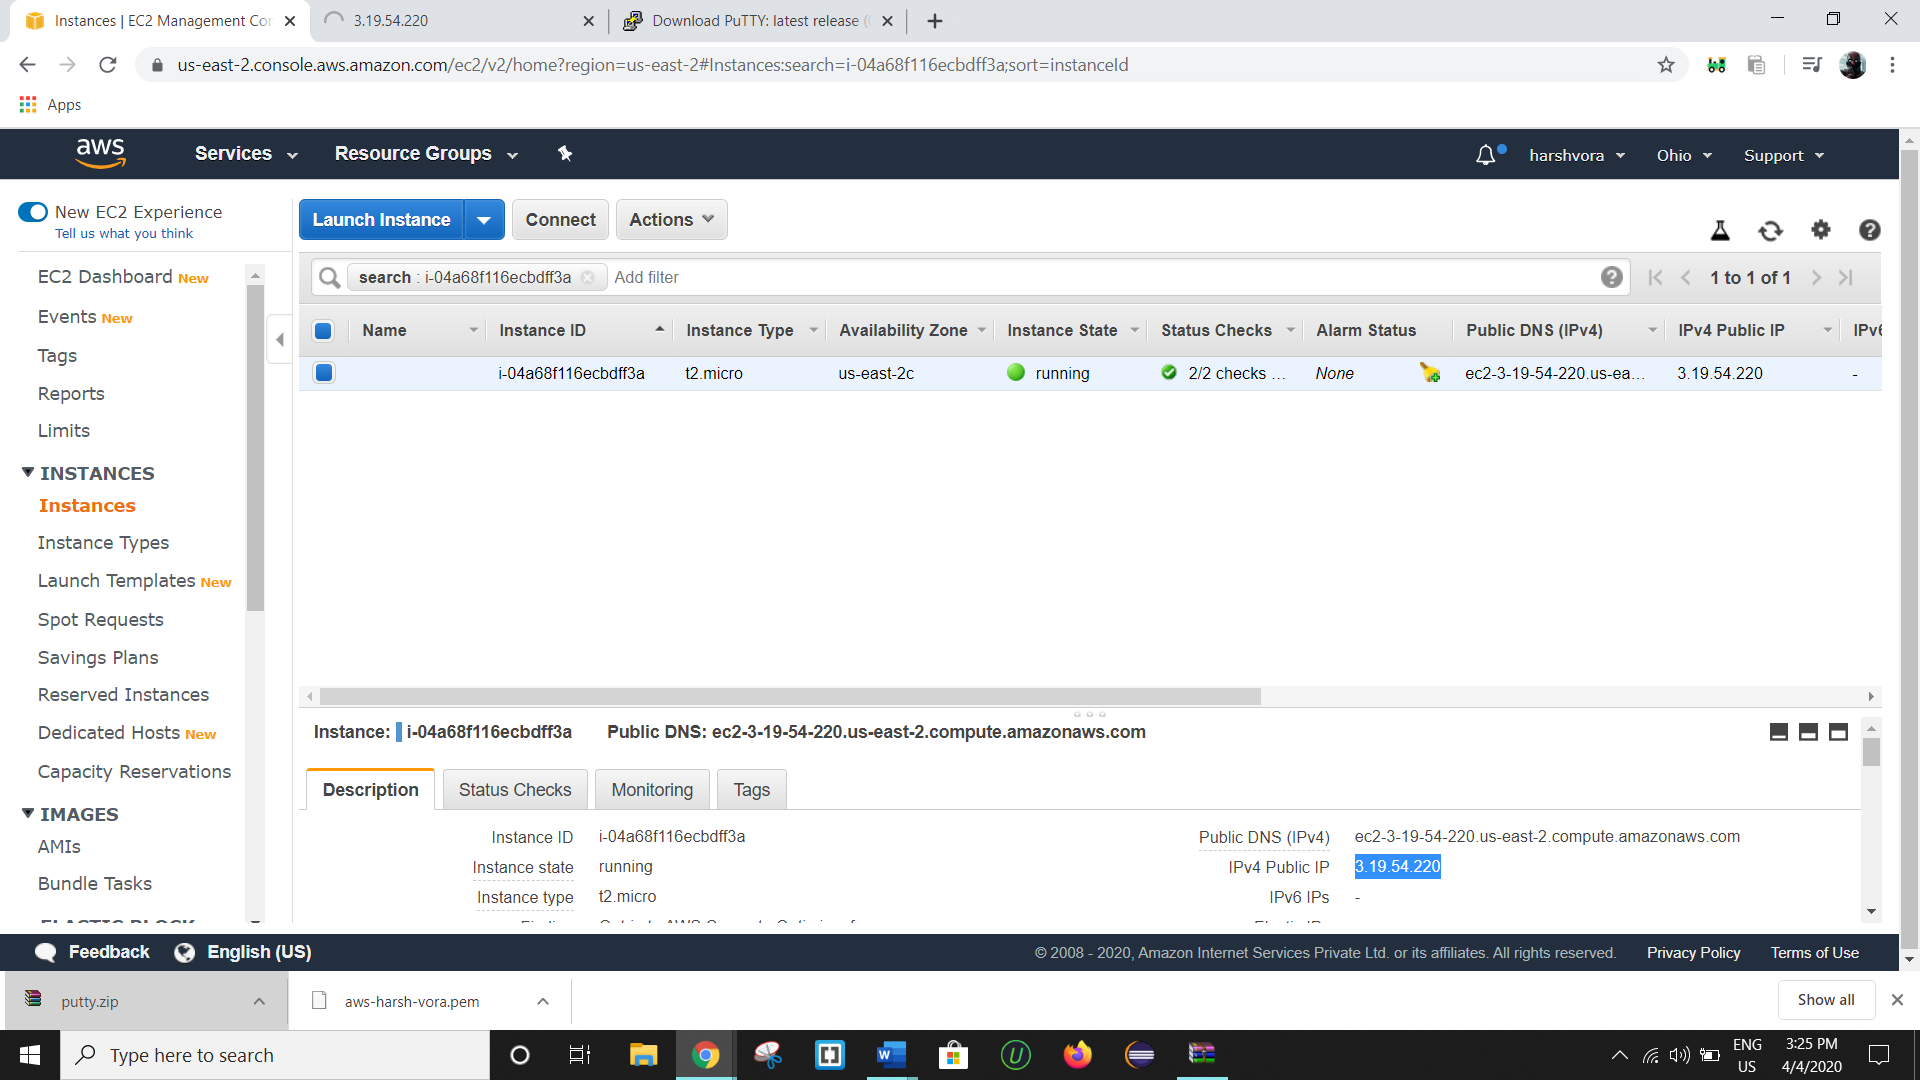 Instances | EC2 Management Con
3.19.54.220
Download PuTTY: latest release (
us-east-2.console.aws.amazon.com/ec2/v2/home?region=us-east-2#Instances:search=i-04a68f116ecbdff3a;sort=instanceId
Apps
aws
Services
Resource Groups
harshvora
Ohio
Support
New EC2 Experience
Tell us what you think
EC2 Dashboard New
Events New
Tags
Reports
Limits
INSTANCES
Instances
Instance Types
Launch Templates New
Spot Requests
Savings Plans
Reserved Instances
Dedicated Hosts New
Capacity Reservations
IMAGES
AMIs
Bundle Tasks
ELASTIC BLOCK
Launch Instance
Connect
Actions
search : i-04a68f116ecbdff3a
Add filter
1 to 1 of 1
Name
Instance ID
Instance Type
Availability Zone
Instance State
Status Checks
Alarm Status
Public DNS (IPv4)
IPv4 Public IP
IPv6
i-04a68f116ecbdff3a
t2.micro
us-east-2c
running
2/2 checks ...
None
ec2-3-19-54-220.us-ea...
3.19.54.220
-
Instance: i-04a68f116ecbdff3a
Public DNS: ec2-3-19-54-220.us-east-2.compute.amazonaws.com
Description
Status Checks
Monitoring
Tags
Instance ID i-04a68f116ecbdff3a
Instance state running
Instance type t2.micro
Public DNS (IPv4) ec2-3-19-54-220.us-east-2.compute.amazonaws.com
IPv4 Public IP 3.19.54.220
IPv6 IPs -
Feedback
English (US)
© 2008 - 2020, Amazon Internet Services Private Ltd. or its affiliates. All rights reserved.
Privacy Policy
Terms of Use
putty.zip
aws-harsh-vora.pem
Show all
Type here to search
ENG
US
3:25 PM
4/4/2020